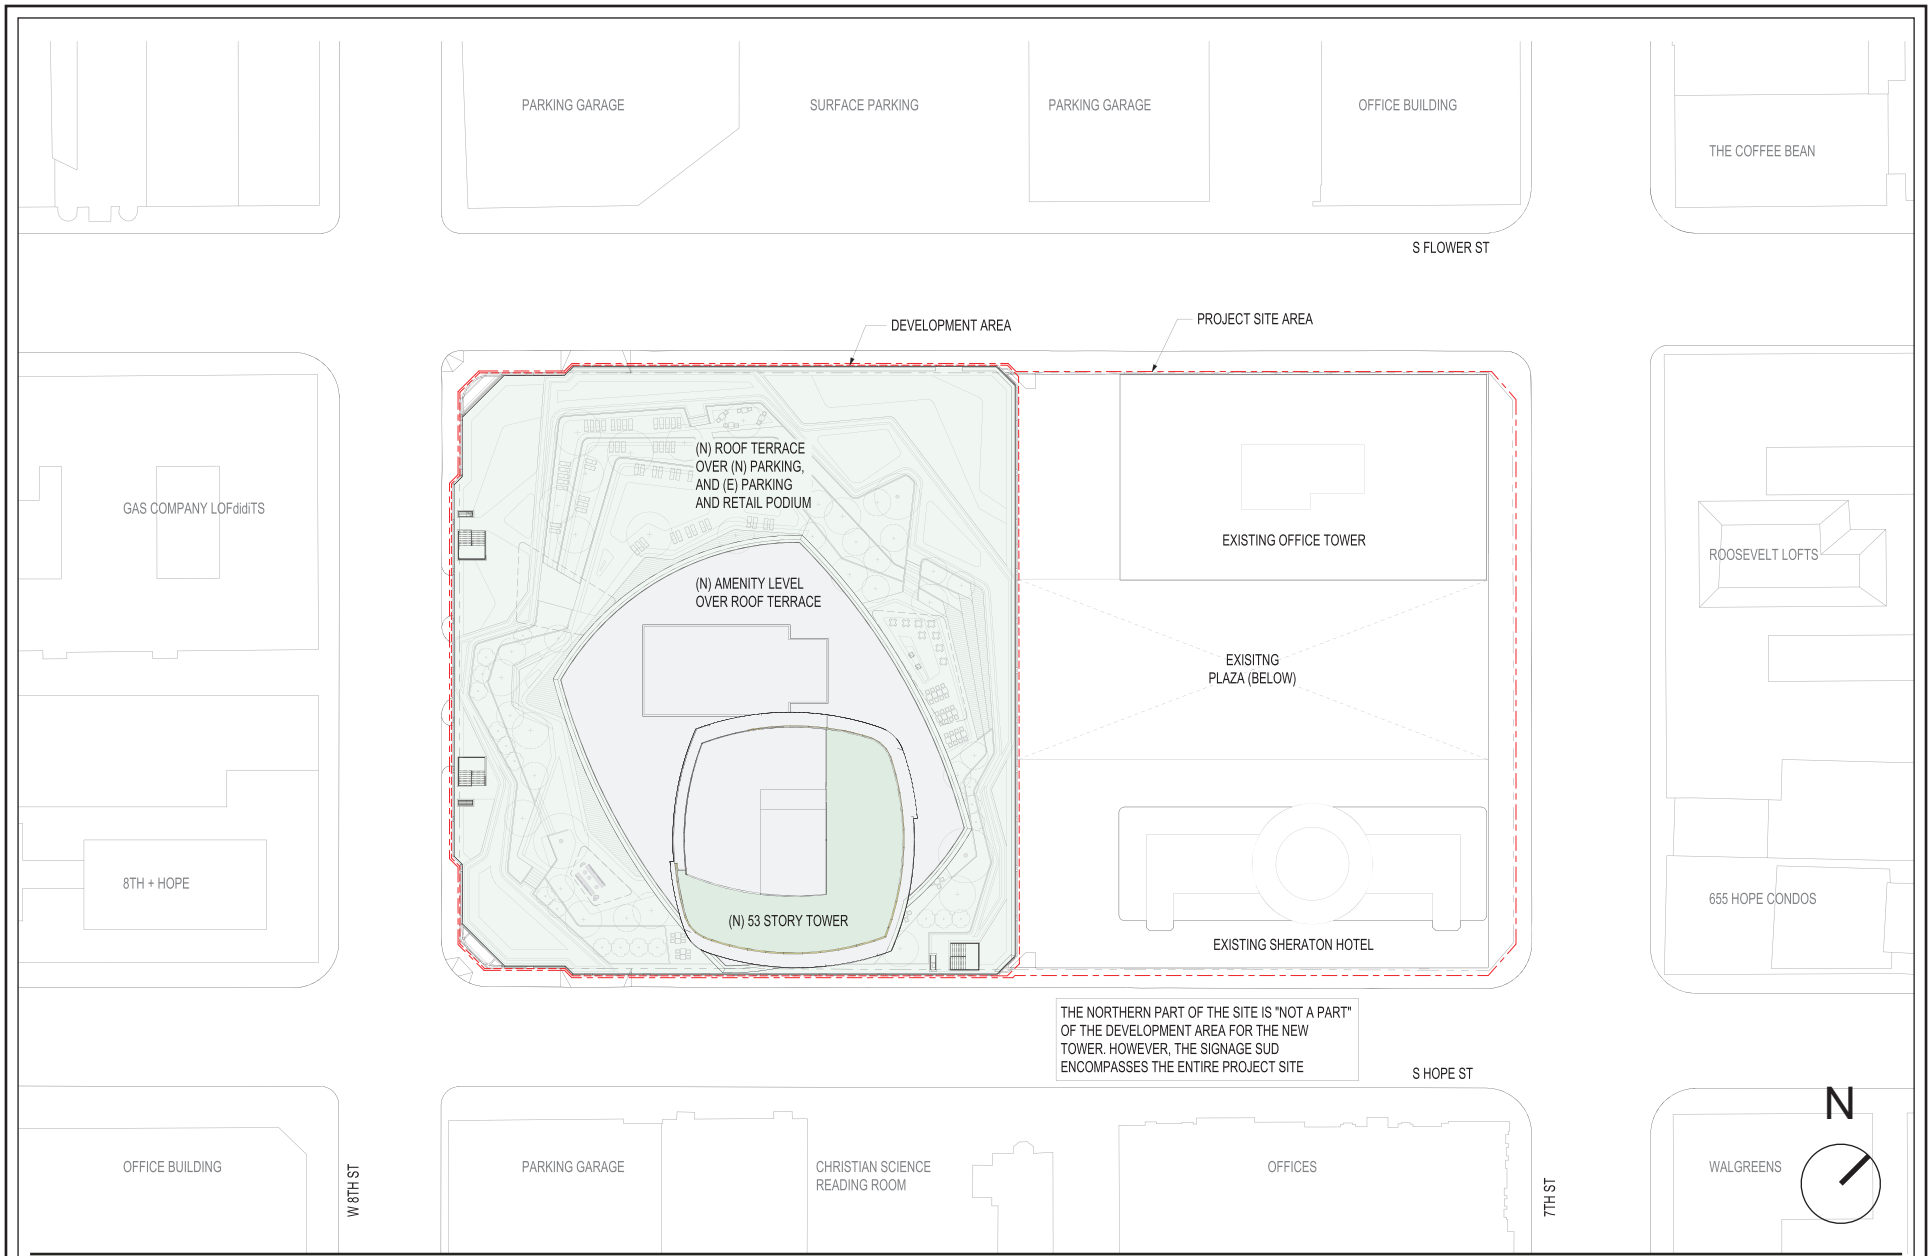 PARKING GARAGE
SURFACE PARKING
PARKING GARAGE
OFFICE BUILDING
THE COFFEE BEAN
S FLOWER ST
DEVELOPMENT AREA
PROJECT SITE AREA
(N) ROOF TERRACE
OVER (N) PARKING,
AND (E) PARKING
AND RETAIL PODIUM
GAS COMPANY LOFdidiTS
EXISTING OFFICE TOWER
ROOSEVELT LOFTS
(N) AMENITY LEVEL
OVER ROOF TERRACE
EXISITNG
PLAZA (BELOW)
8TH + HOPE
655 HOPE CONDOS
(N) 53 STORY TOWER
EXISTING SHERATON HOTEL
THE NORTHERN PART OF THE SITE IS "NOT A PART"
OF THE DEVELOPMENT AREA FOR THE NEW
TOWER. HOWEVER, THE SIGNAGE SUD
ENCOMPASSES THE ENTIRE PROJECT SITE
S HOPE ST
N
OFFICE BUILDING
W 8TH ST
PARKING GARAGE
CHRISTIAN SCIENCE
READING ROOM
OFFICES
7TH ST
WALGREENS